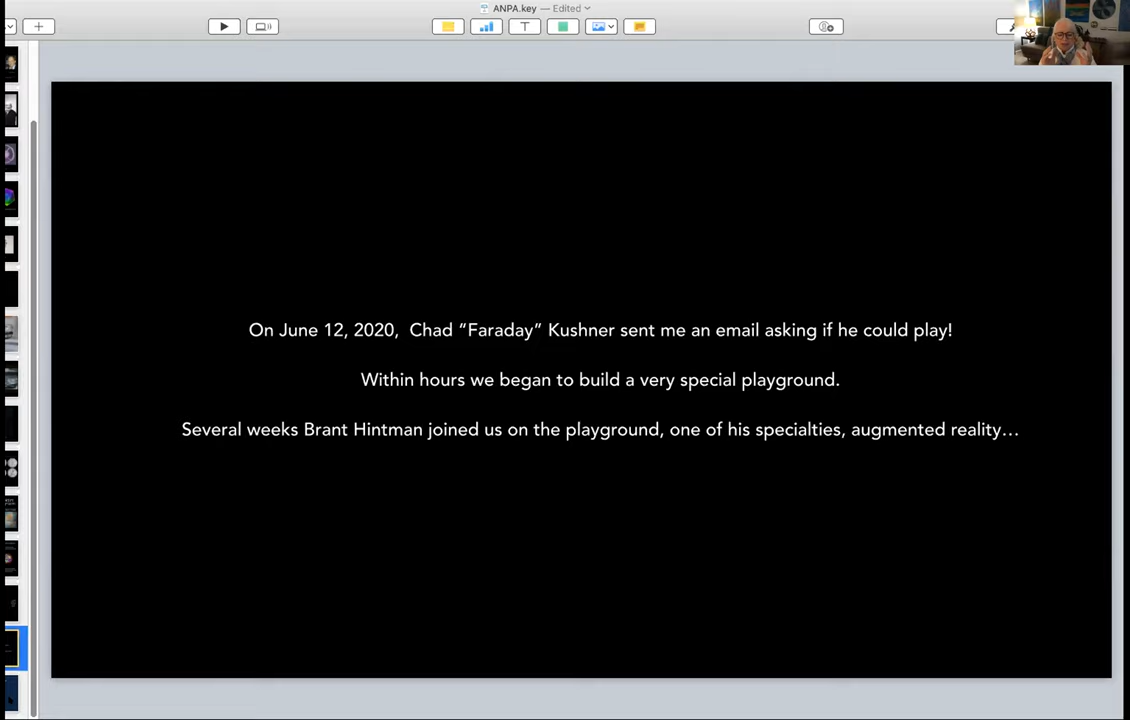 ANPA.key — Edited
On June 12, 2020,  Chad “Faraday” Kushner sent me an email asking if he could play!
Within hours we began to build a very special playground.
Several weeks Brant Hintman joined us on the playground, one of his specialties, augmented reality…